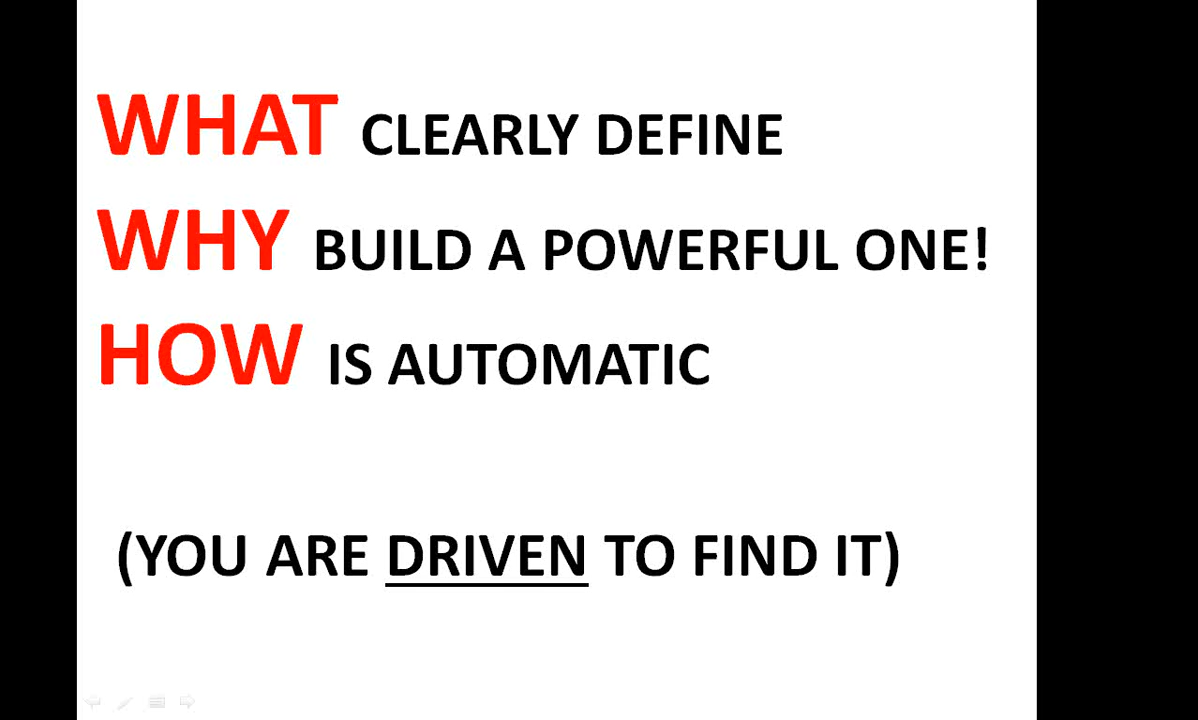 WHAT CLEARLY DEFINE
WHY BUILD A POWERFUL ONE!
HOW IS AUTOMATIC
(YOU ARE DRIVEN TO FIND IT)